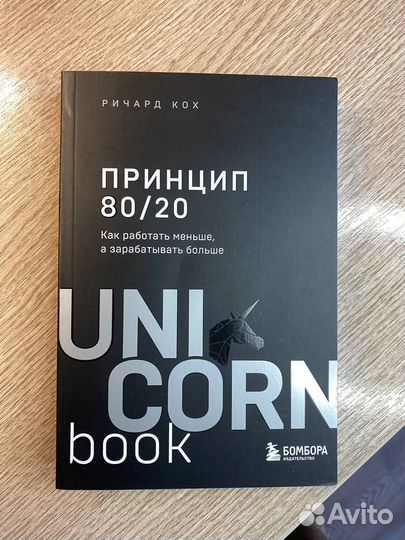 РИЧАРД КОХ
ПРИНЦИП
80/20
Как работать меньше,
а зарабатывать больше
UNI
CORN
book
БОМБОРА
ИЗДАТЕЛЬСТВО
Avito